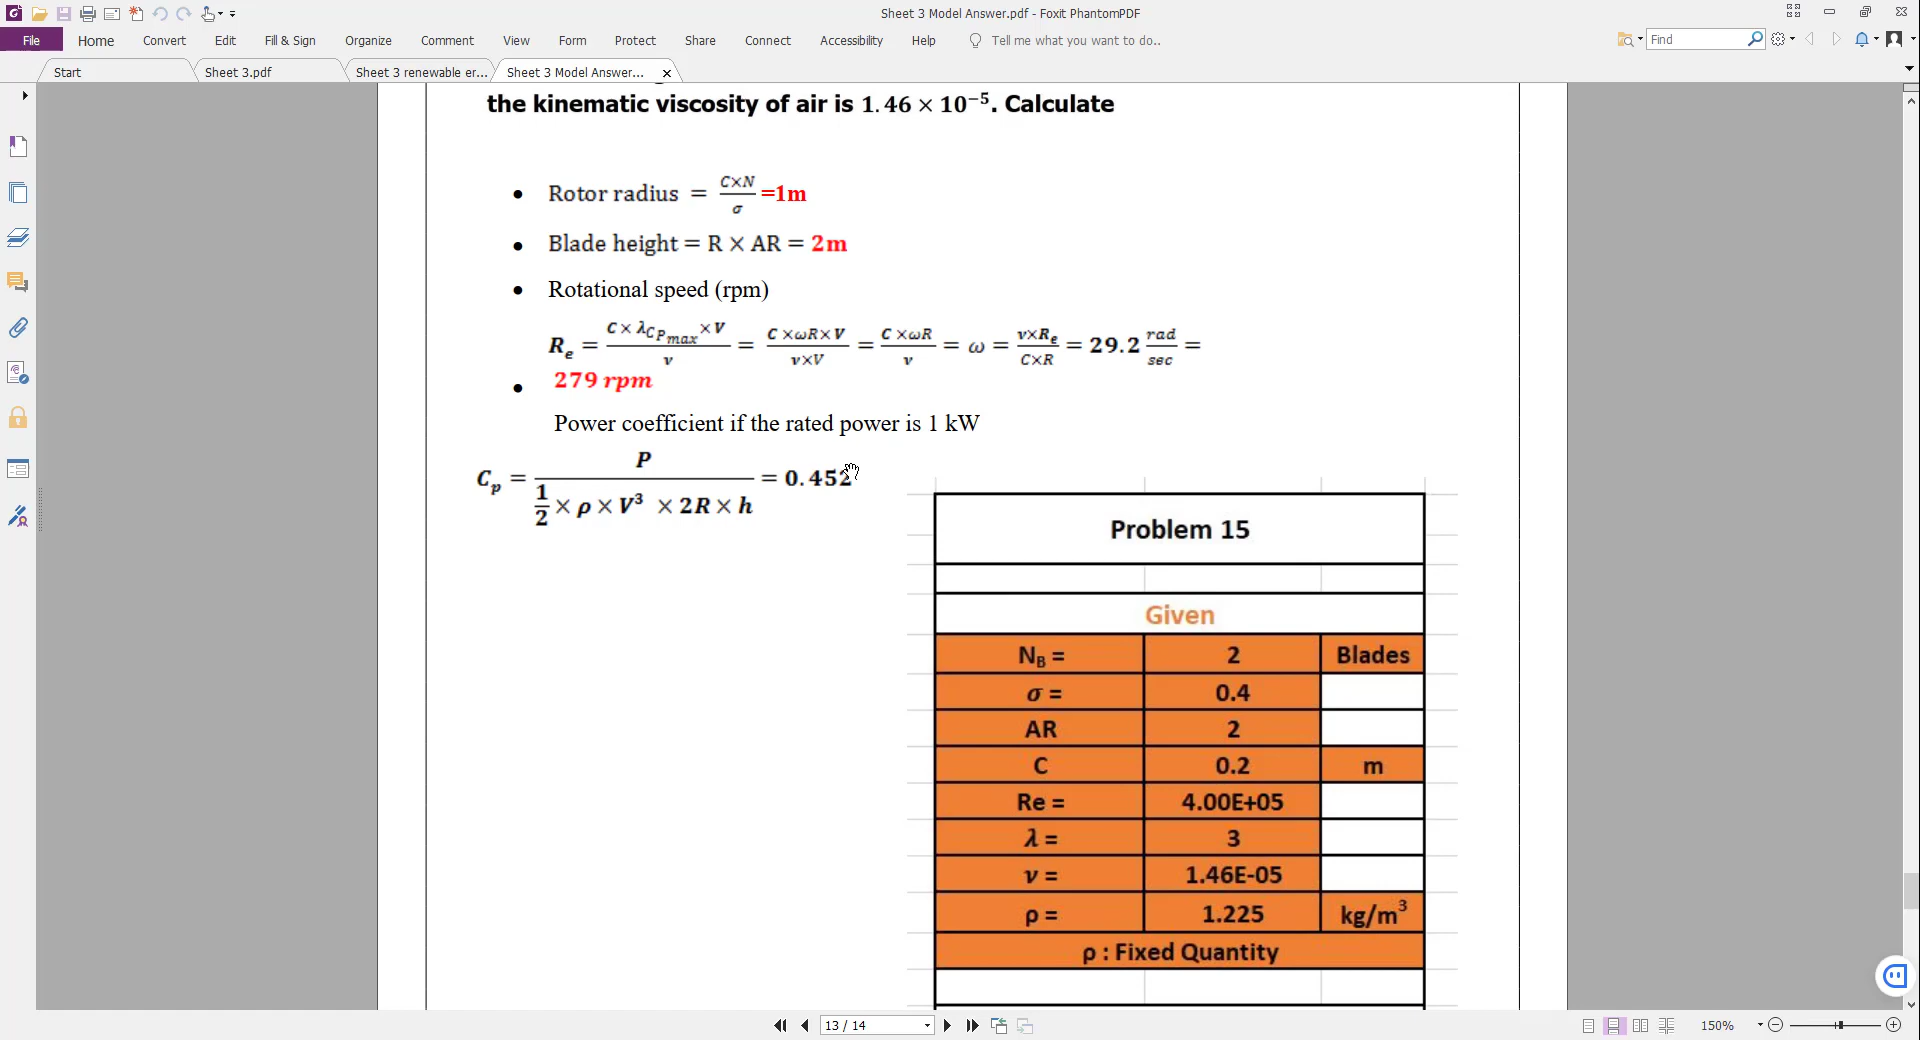 Sheet 3 Model Answer.pdf - Foxit PhantomPDF
File Home Convert Edit Fill & Sign Organize Comment View Form Protect Share Connect Accessibility Help Tell me what you want to do.. Find
Start Sheet 3.pdf Sheet 3 renewable er... Sheet 3 Model Answer... ×
the kinematic viscosity of air is 1.46 × 10⁻⁵. Calculate
• Rotor radius = C×N/σ =1m
• Blade height = R × AR = 2m
• Rotational speed (rpm)
Rₑ = C × λ_CPmax × V / ν = C ×ωR× V / ν×V = C ×ωR / ν = ω = ν×Rₑ / C×R = 29.2 rad/sec =
• 279 rpm
Power coefficient if the rated power is 1 kW
Cₚ = P / (1/2 × ρ × V³ × 2R × h) = 0.452
Problem 15
Given
N_B = 2 Blades
σ = 0.4
AR 2
C 0.2 m
Re = 4.00E+05
λ = 3
ν = 1.46E-05
ρ = 1.225 kg/m³
ρ : Fixed Quantity
13 / 14 150%